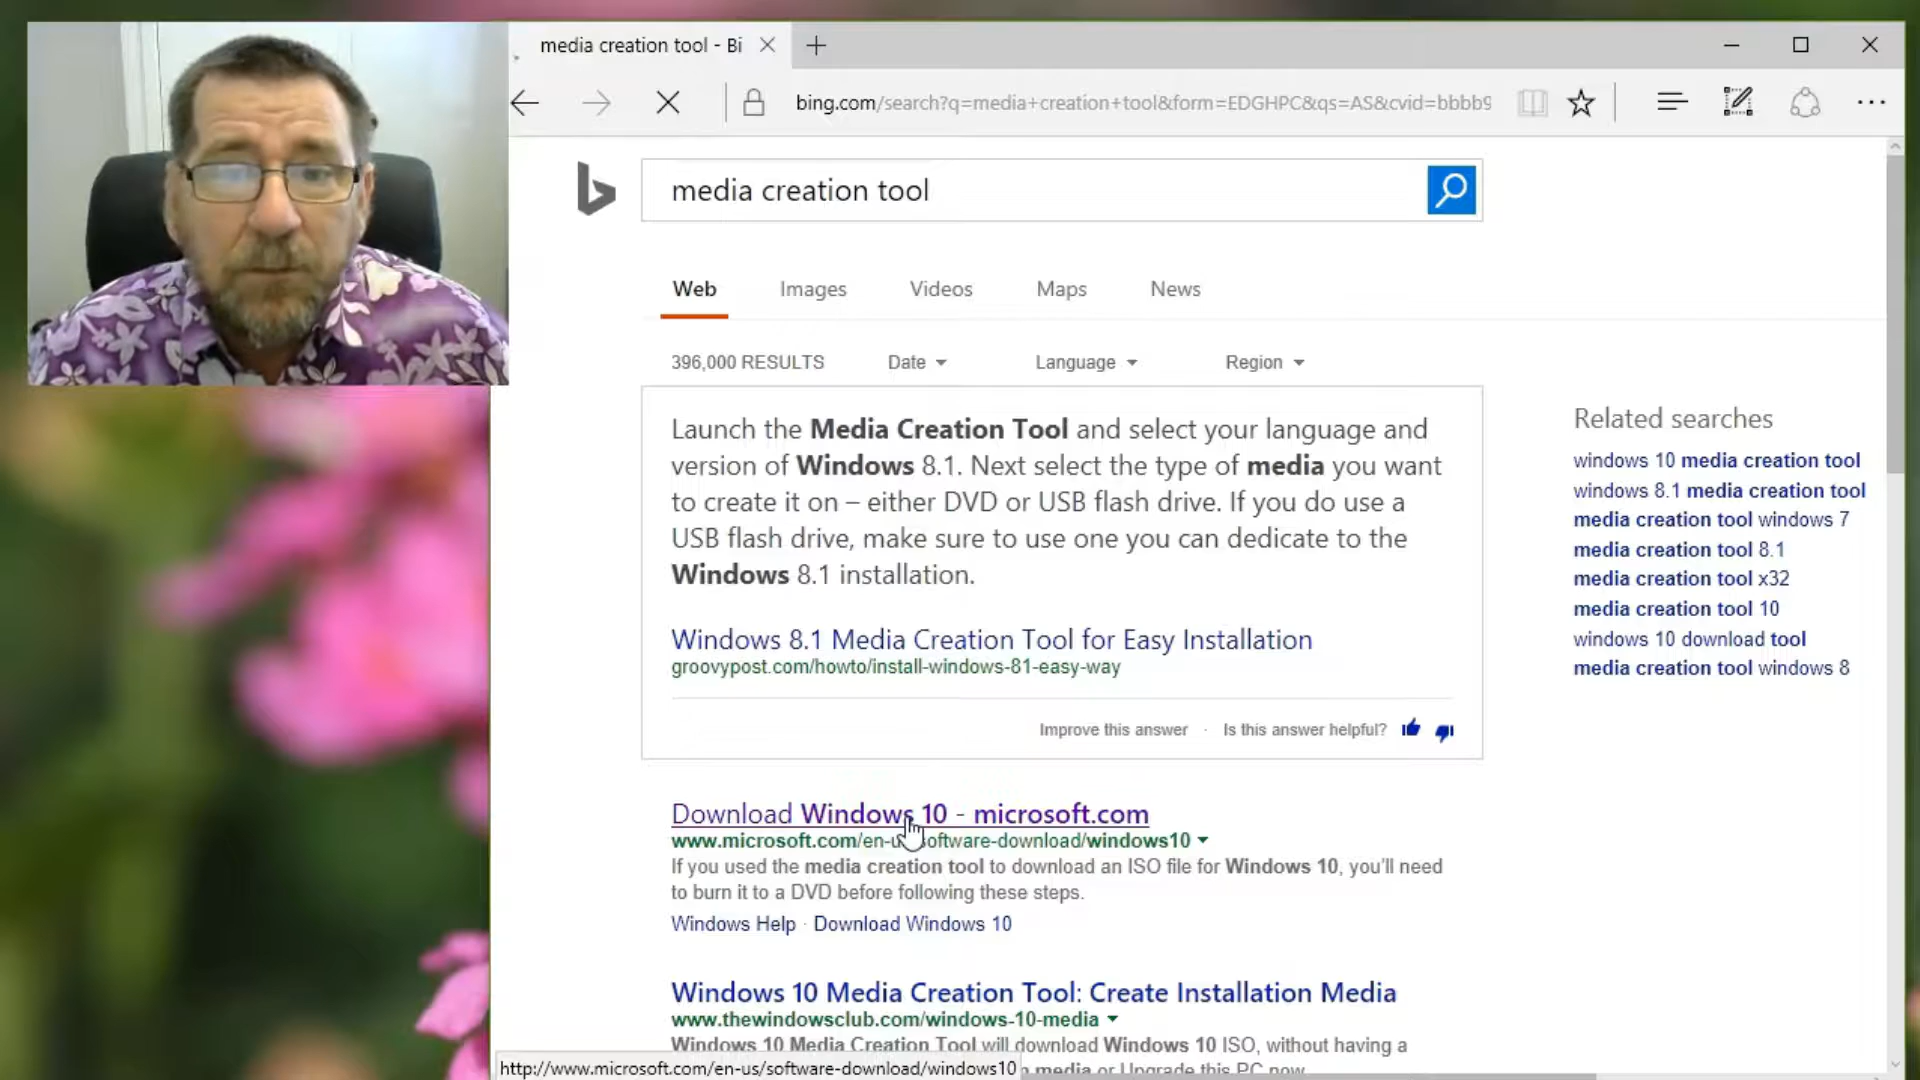 media creation tool - Bi
bing.com/search?q=media+creation+tool&form=EDGHPC&qs=AS&cvid=bbbb9
media creation tool
Web Images Videos Maps News
396,000 RESULTS Date Language Region
Launch the Media Creation Tool and select your language and
version of Windows 8.1. Next select the type of media you want
to create it on – either DVD or USB flash drive. If you do use a
USB flash drive, make sure to use one you can dedicate to the
Windows 8.1 installation.
Windows 8.1 Media Creation Tool for Easy Installation
groovypost.com/howto/install-windows-81-easy-way
Improve this answer · Is this answer helpful?
Download Windows 10 - microsoft.com
www.microsoft.com/en-us/software-download/windows10
If you used the media creation tool to download an ISO file for Windows 10, you'll need
to burn it to a DVD before following these steps.
Windows Help · Download Windows 10
Windows 10 Media Creation Tool: Create Installation Media
www.thewindowsclub.com/windows-10-media
Windows 10 Media Creation Tool will download Windows 10 ISO, without having a
media or Upgrade this PC now
http://www.microsoft.com/en-us/software-download/windows10
Related searches
windows 10 media creation tool
windows 8.1 media creation tool
media creation tool windows 7
media creation tool 8.1
media creation tool x32
media creation tool 10
windows 10 download tool
media creation tool windows 8